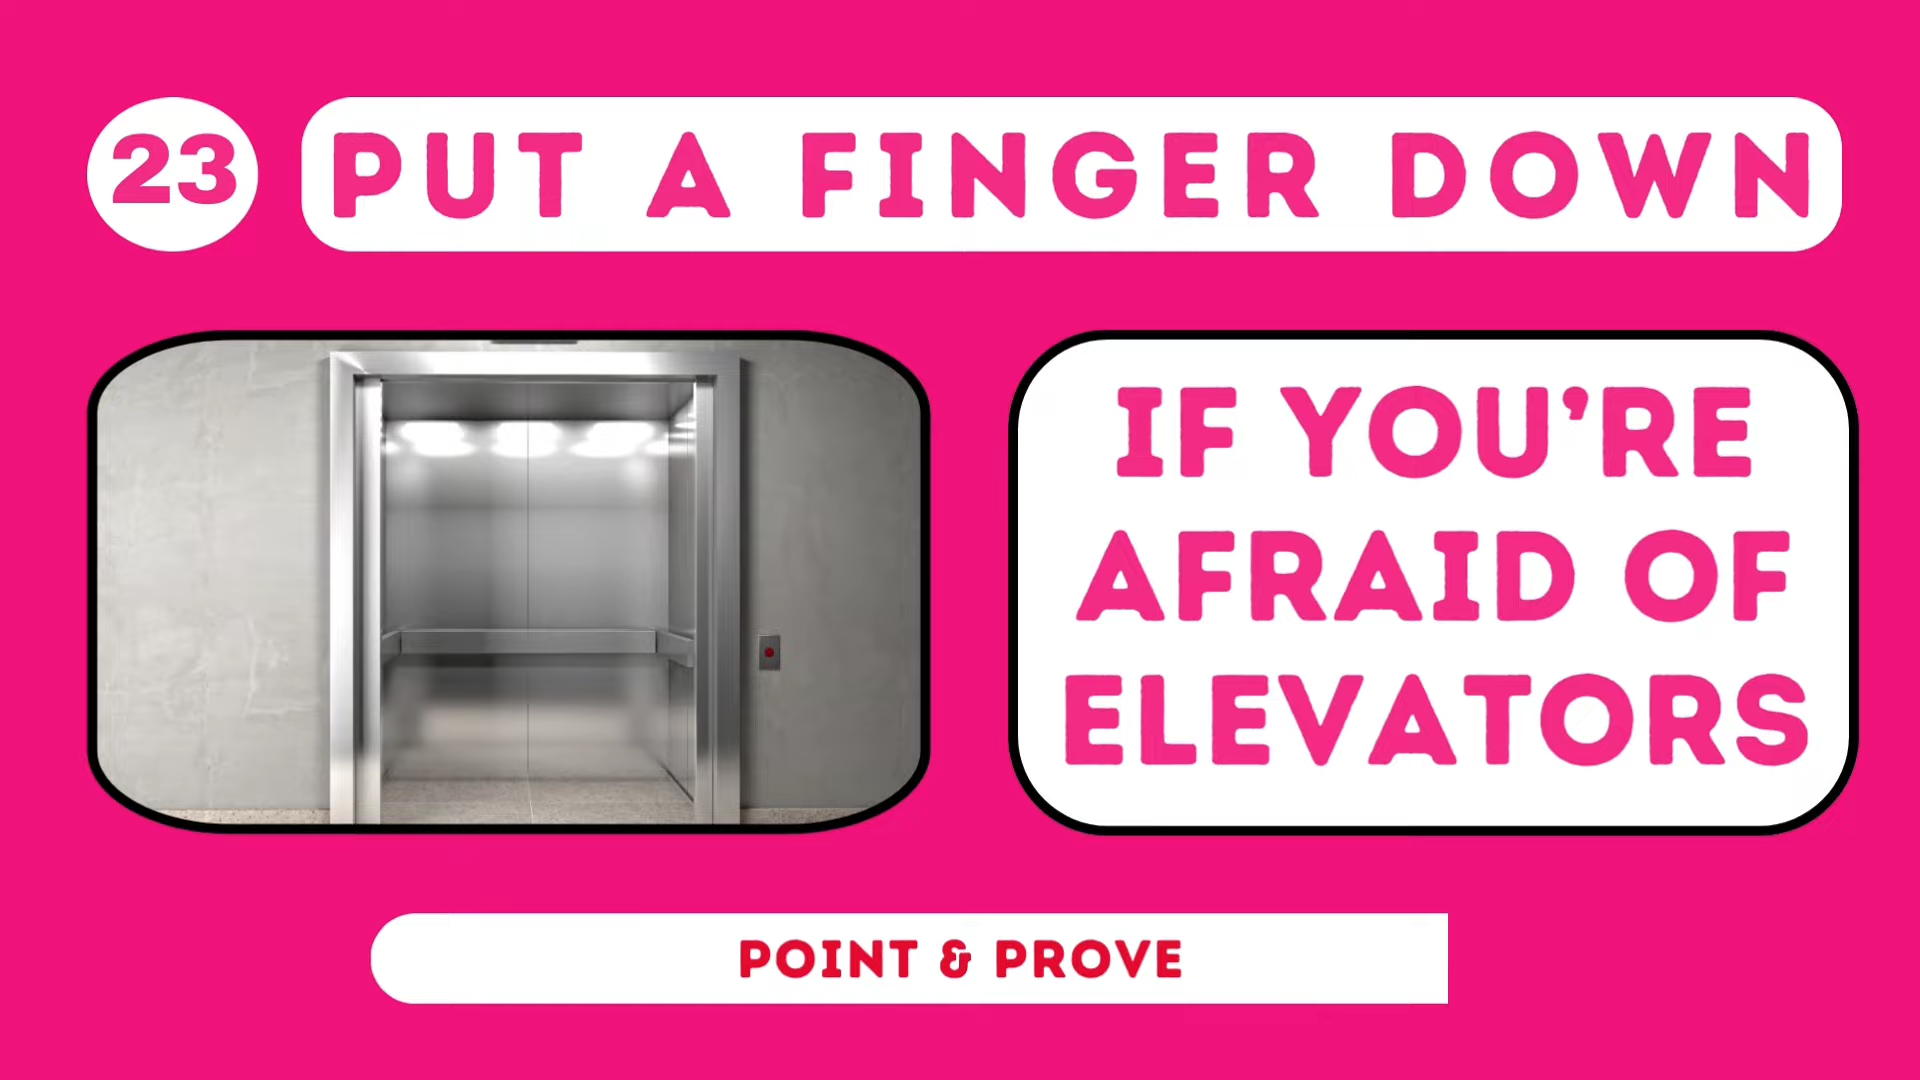 23 PUT A FINGER DOWN
IF YOU'RE
AFRAID OF
ELEVATORS
POINT & PROVE